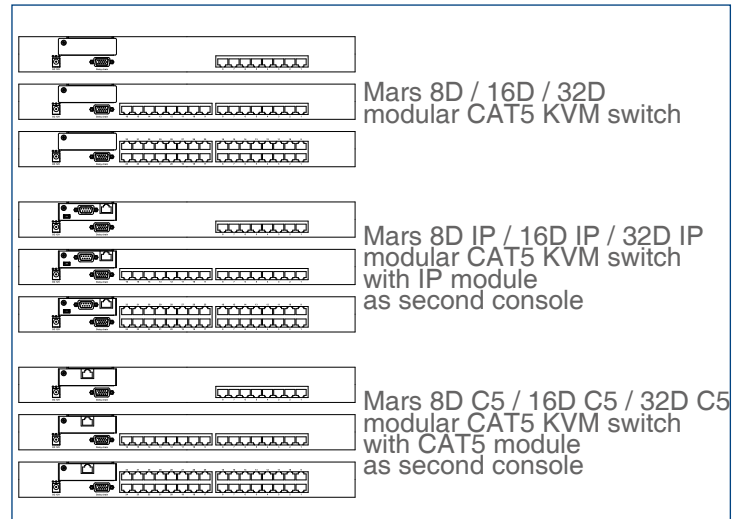 Mars 8D / 16D / 32D
modular CAT5 KVM switch
Mars 8D IP / 16D IP / 32D IP
modular CAT5 KVM switch
with IP module
as second console
Mars 8D C5 / 16D C5 / 32D C5
modular CAT5 KVM switch
with CAT5 module
as second console